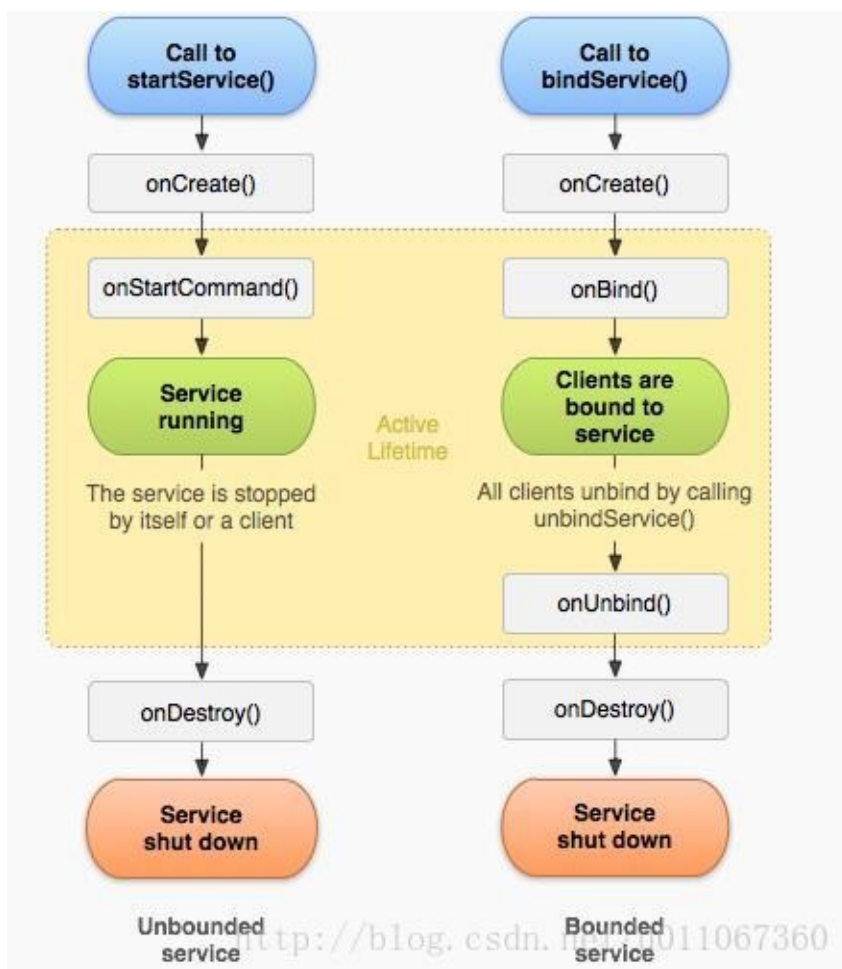 Call to
startService()
onCreate()
onStartCommand()
Service
running
The service is stopped
by itself or a client
onDestroy()
Service
shut down
Unbounded
service
Active
Lifetime
Call to
bindService()
onCreate()
onBind()
Clients are
bound to
service
All clients unbind by calling
unbindService()
onUnbind()
onDestroy()
Service
shut down
Bounded
service
http://blog.csdn.net/u011067360